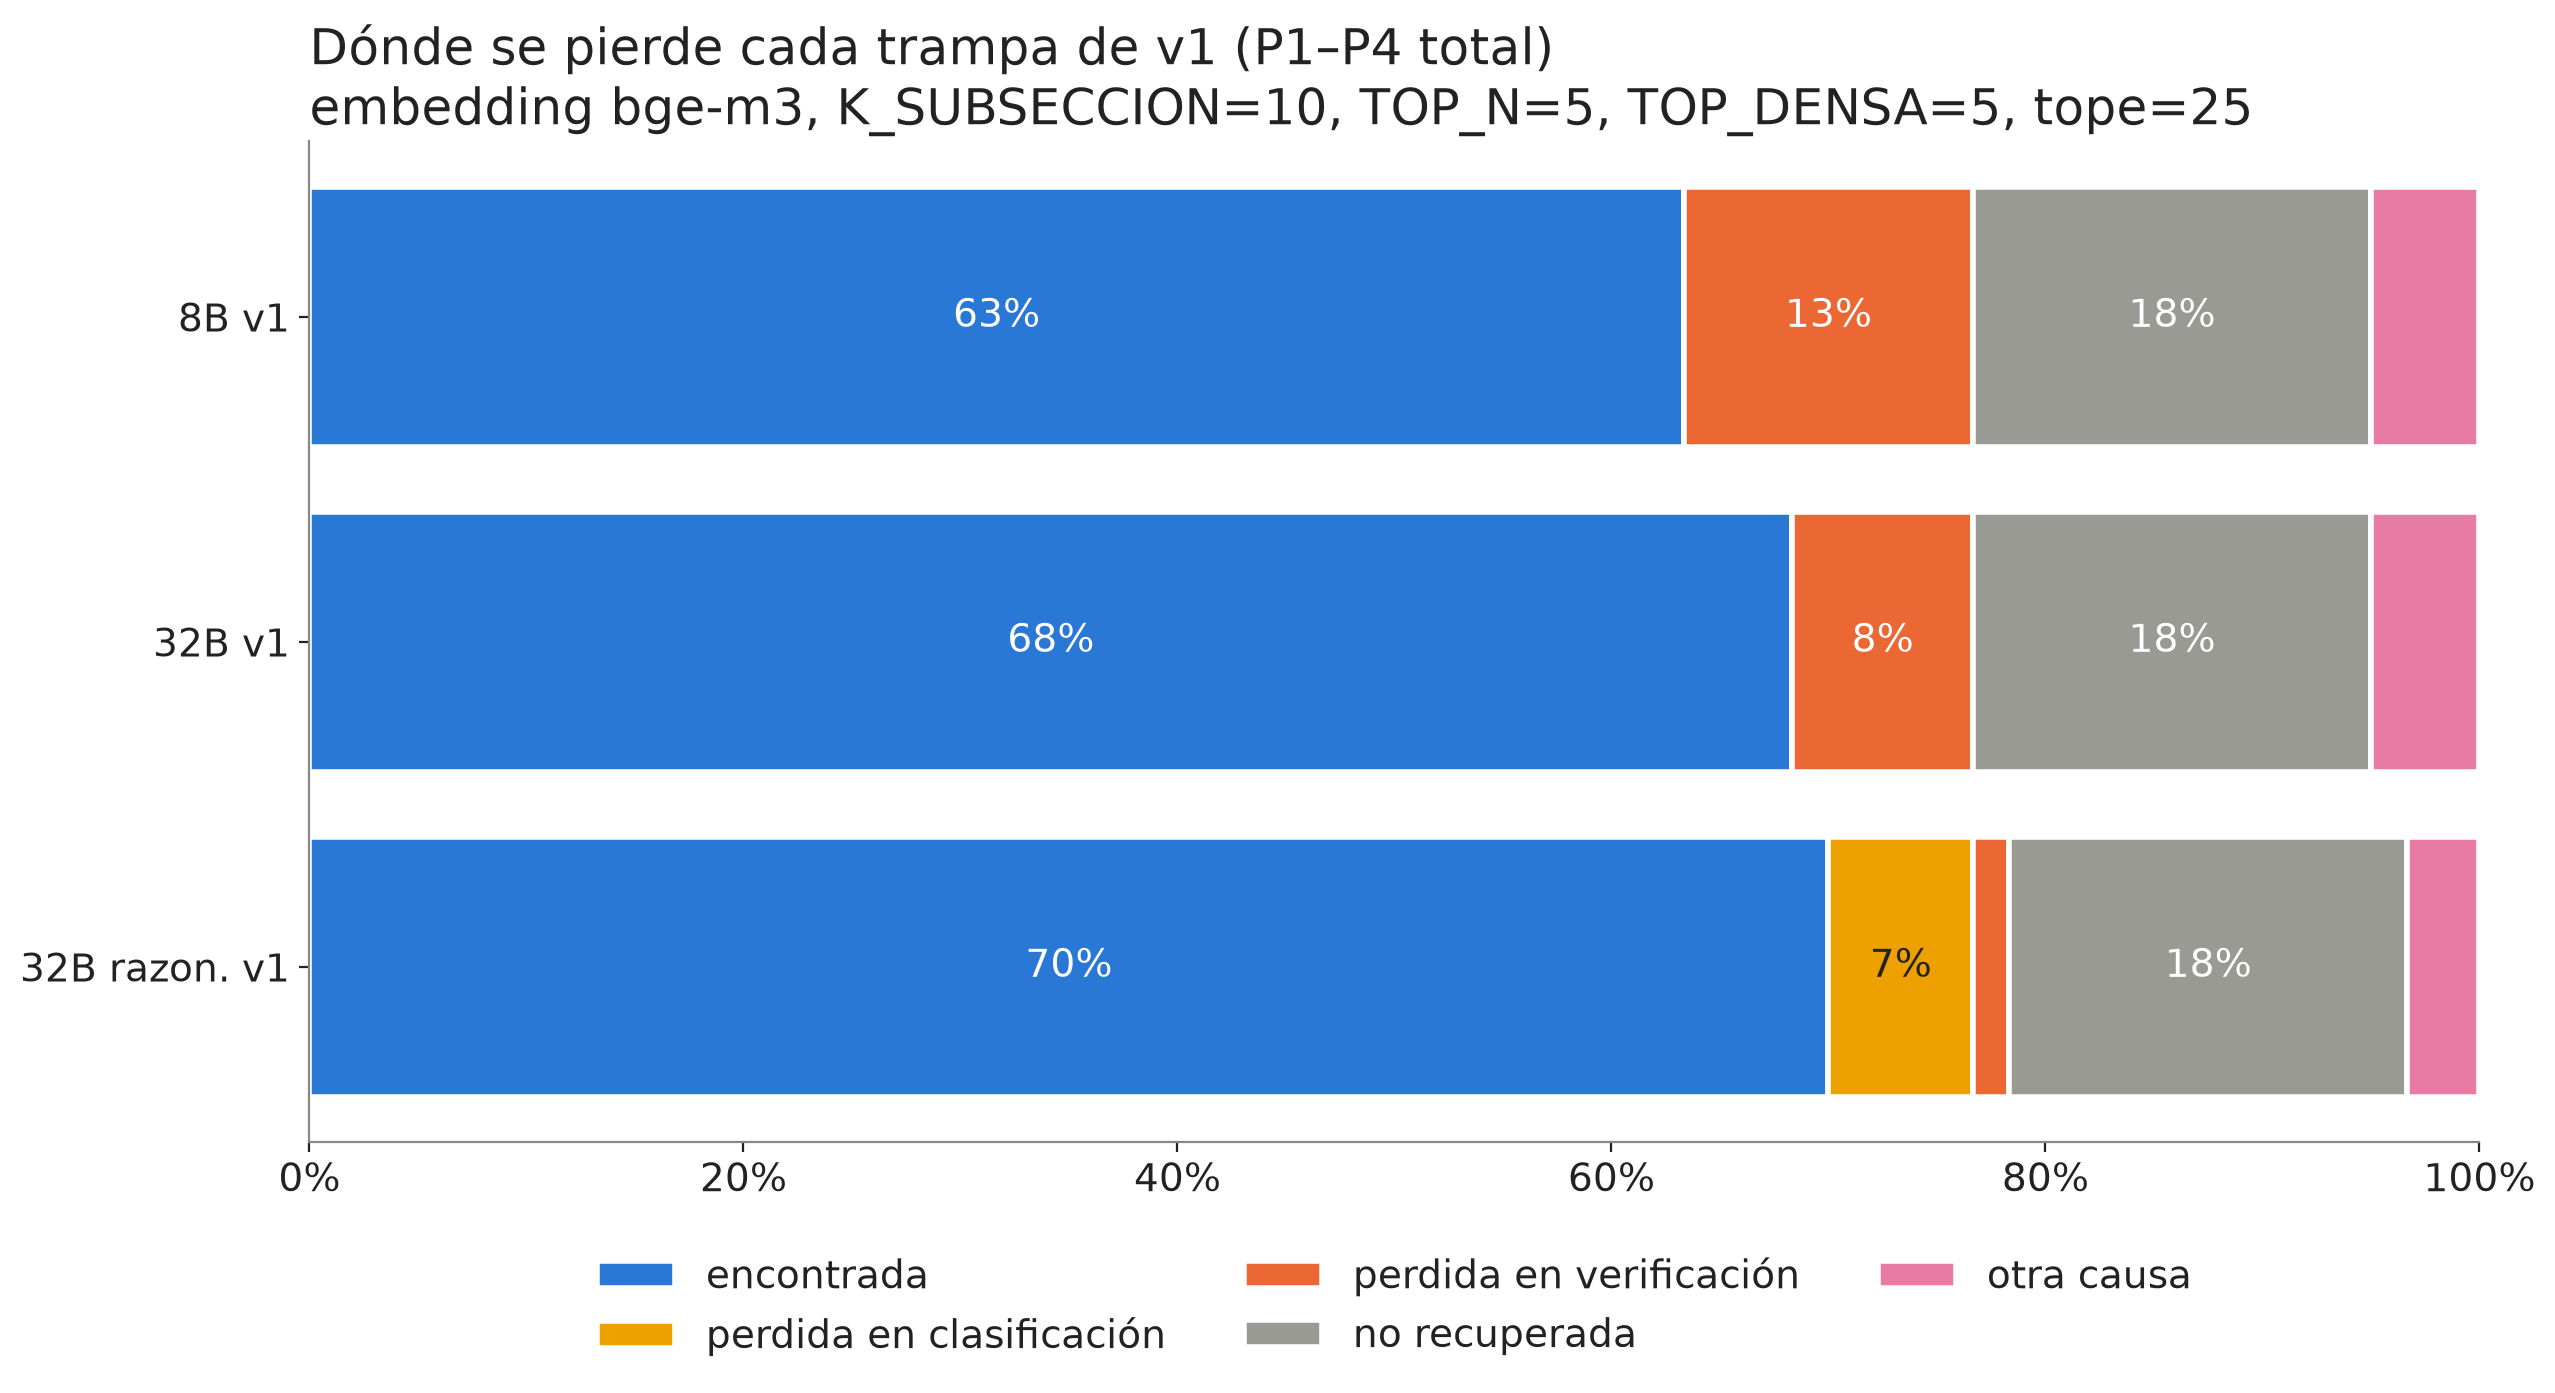 Dónde se pierde cada trampa de v1 (P1–P4 total)
embedding bge-m3, K_SUBSECCION=10, TOP_N=5, TOP_DENSA=5, tope=25
8B v1
63%
13%
18%
32B v1
68%
8%
18%
32B razon. v1
70%
7%
18%
0%
20%
40%
60%
80%
100%
encontrada
perdida en clasificación
perdida en verificación
no recuperada
otra causa